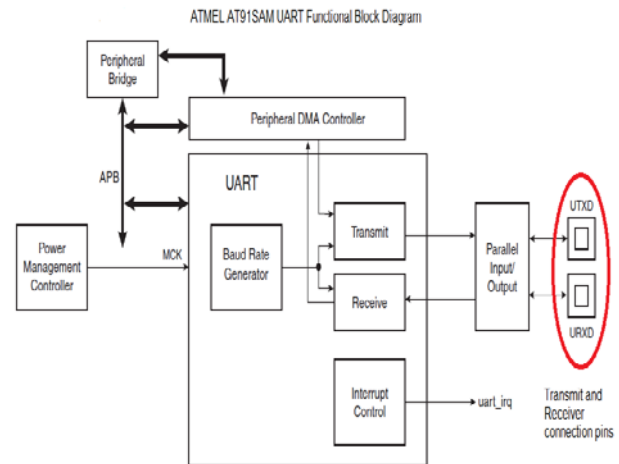 ATMEL AT91SAM UART Functional Block Diagram
Peripheral
Bridge
Peripheral DMA Controller
APB
UART
Power
Management
Controller
MCK
Baud Rate
Generator
Transmit
Receive
Parallel
Input/
Output
UTXD
URXD
Interrupt
Control
uart_irq
Transmit and
Receiver
connection pins